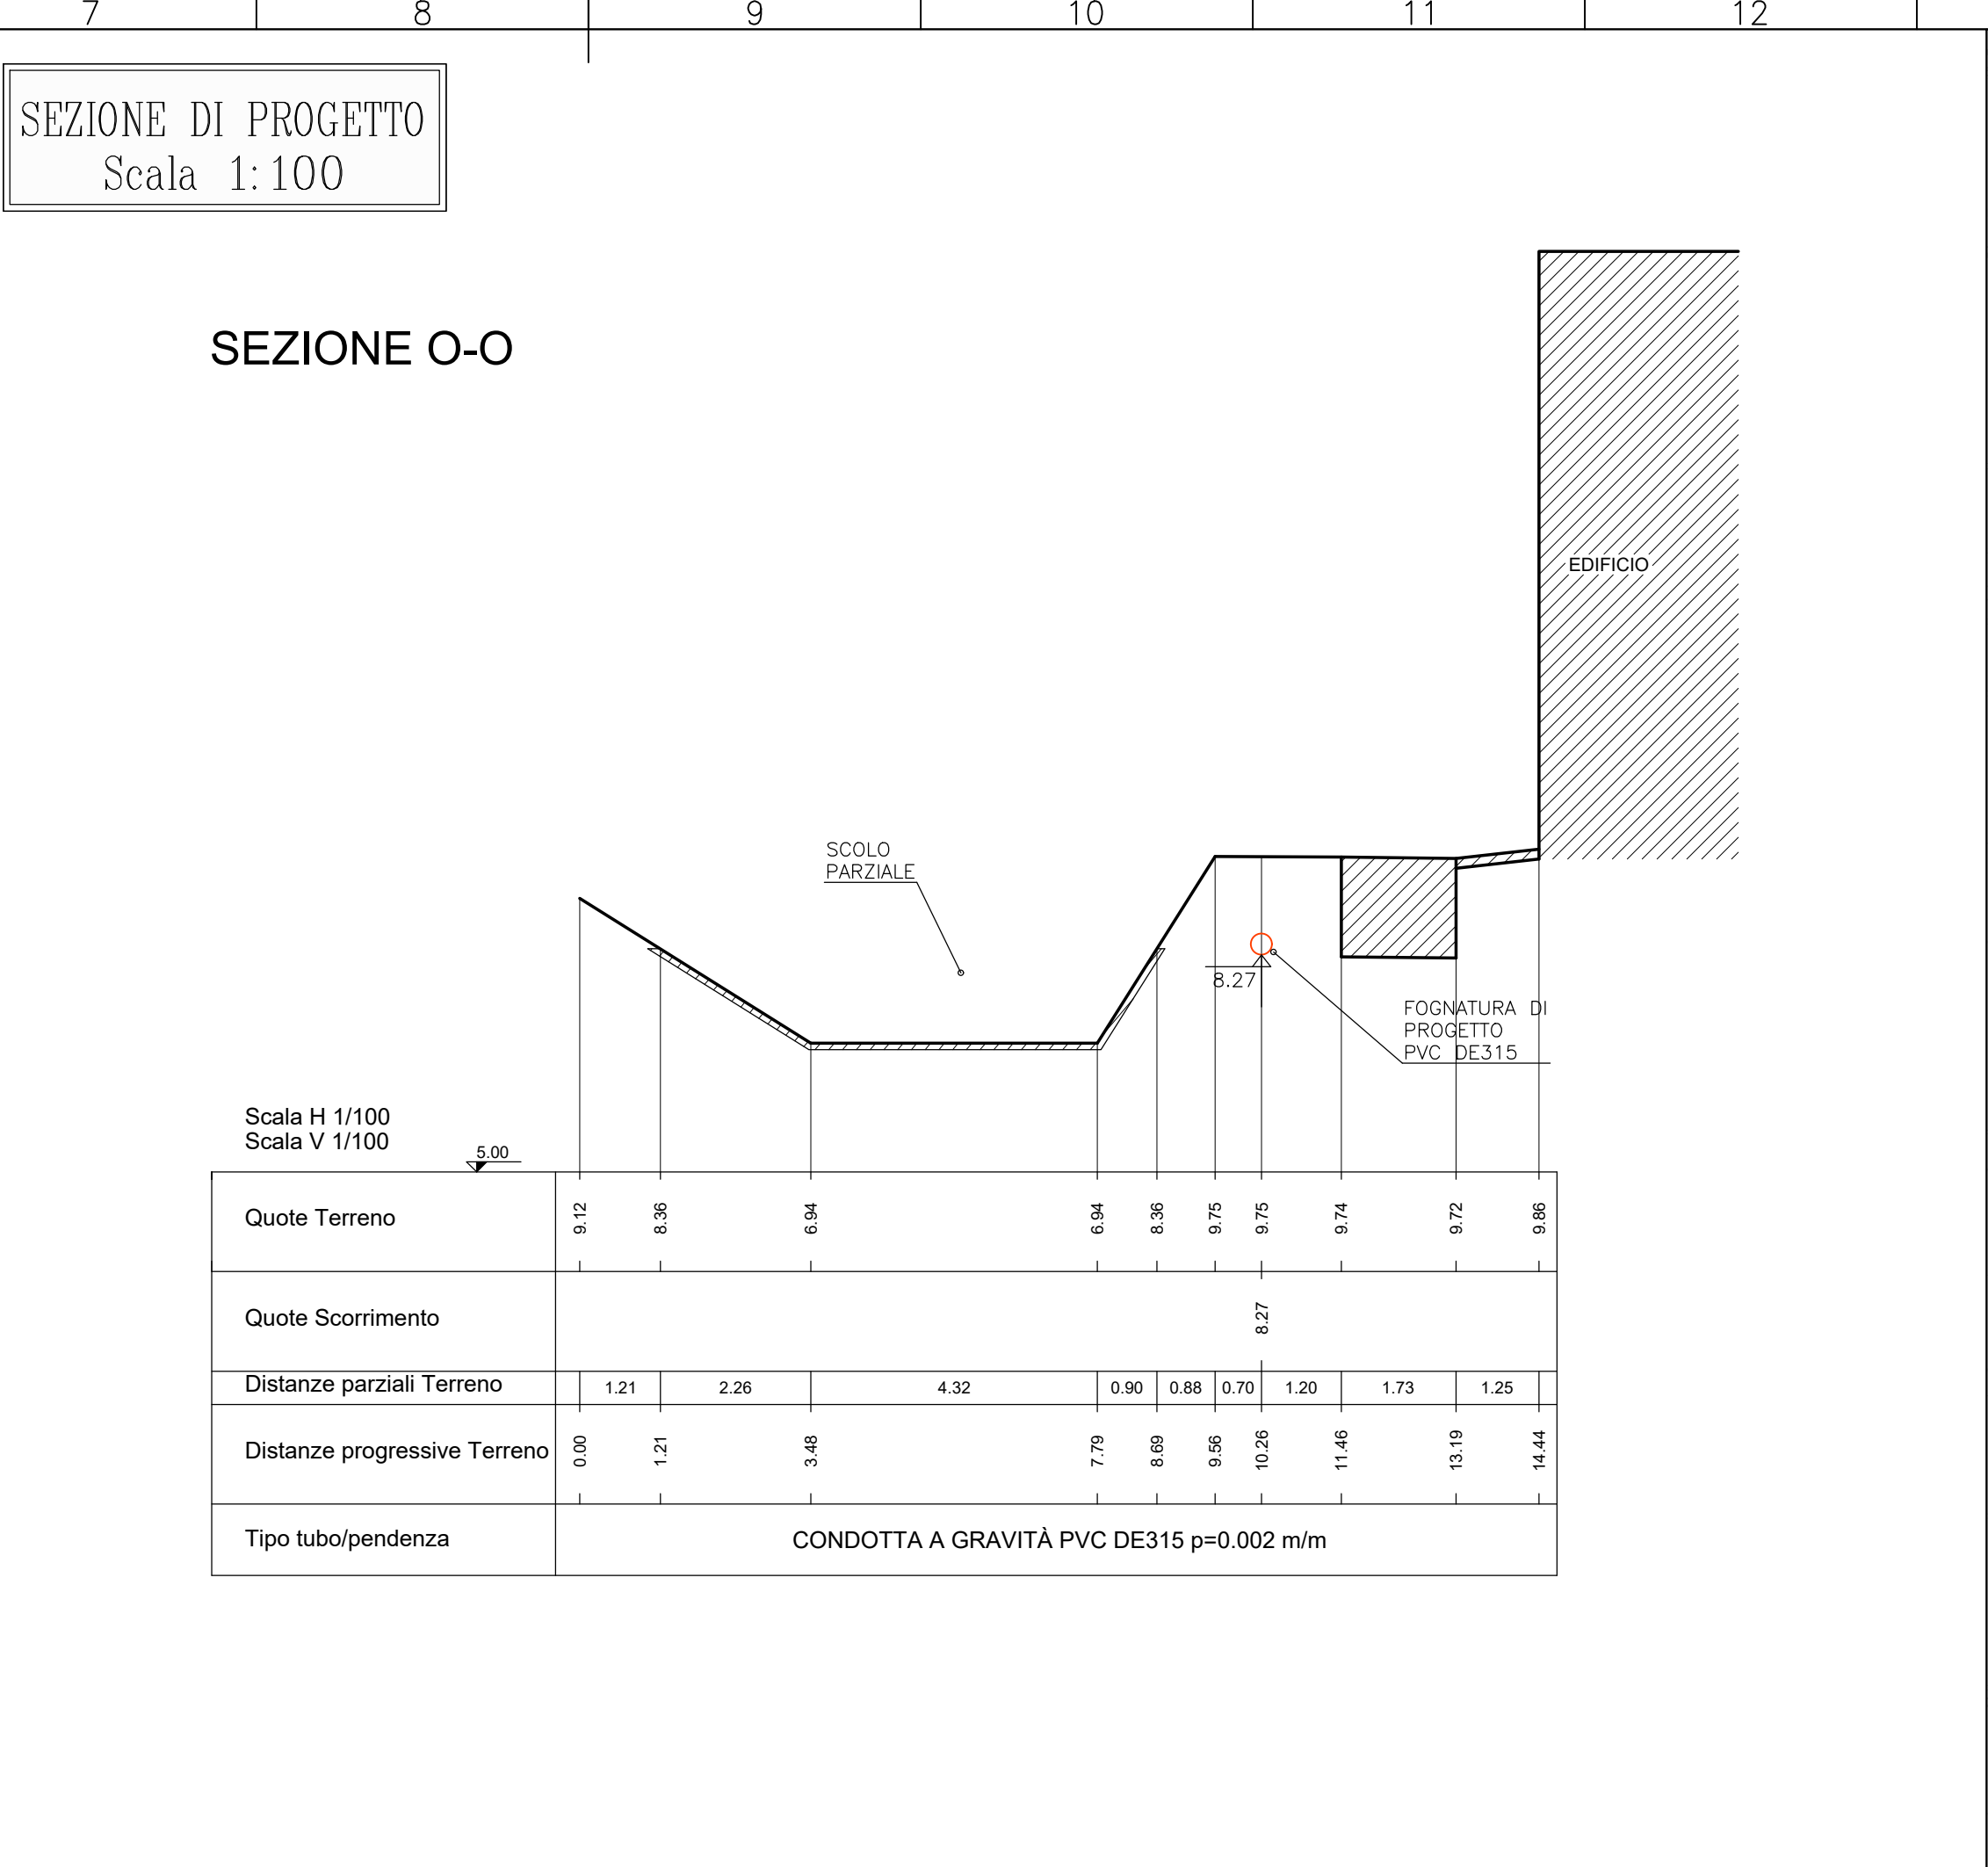 7 8 9 10 11 12
SEZIONE DI PROGETTO
Scala 1:100
SEZIONE O-O
EDIFICIO
SCOLO
PARZIALE
8.27
FOGNATURA DI
PROGETTO
PVC DE315
Scala H 1/100
Scala V 1/100
5.00
Quote Terreno 9.12 8.36 6.94 6.94 8.36 9.75 9.75 9.74 9.72 9.86
Quote Scorrimento 8.27
Distanze parziali Terreno 1.21 2.26 4.32 0.90 0.88 0.70 1.20 1.73 1.25
Distanze progressive Terreno 0.00 1.21 3.48 7.79 8.69 9.56 10.26 11.46 13.19 14.44
Tipo tubo/pendenza CONDOTTA A GRAVITÀ PVC DE315 p=0.002 m/m